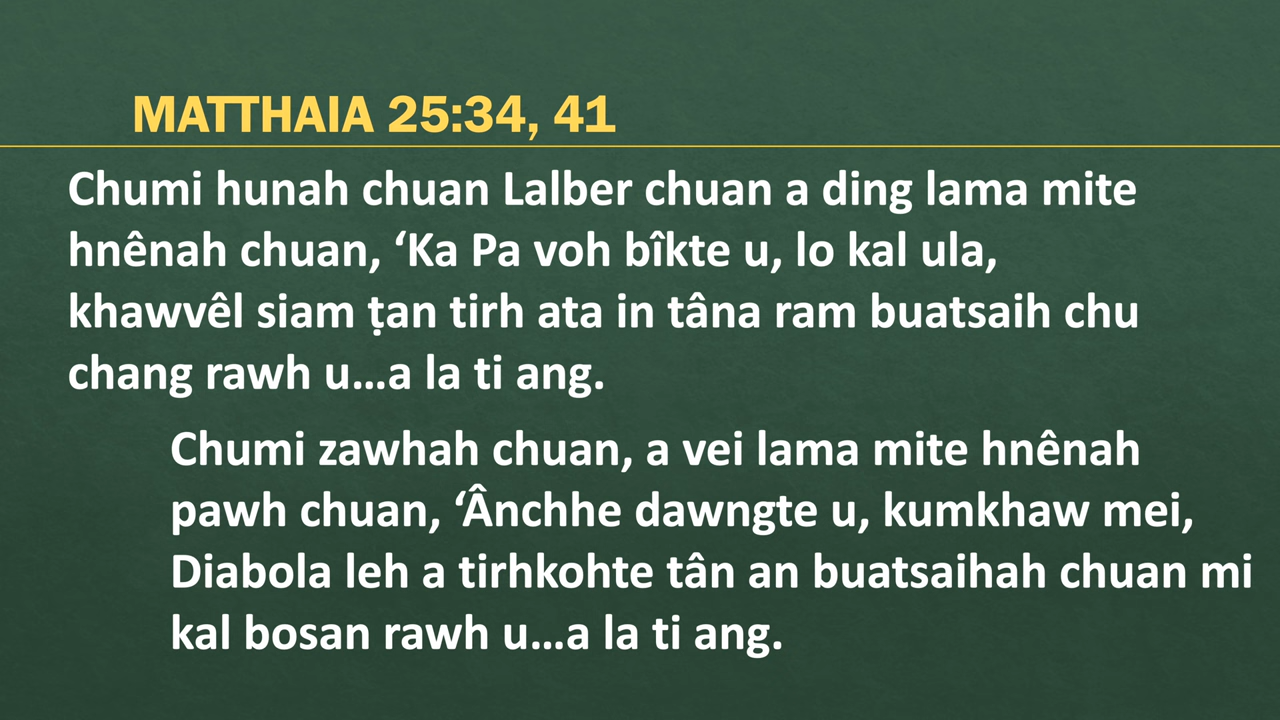 MATTHAIA 25:34, 41
Chumi hunah chuan Lalber chuan a ding lama mite
hnênah chuan, ‘Ka Pa voh bîkte u, lo kal ula,
khawvêl siam ṭan tirh ata in tâna ram buatsaih chu
chang rawh u...a la ti ang.
Chumi zawhah chuan, a vei lama mite hnênah
pawh chuan, ‘Ânchhe dawngte u, kumkhaw mei,
Diabola leh a tirhkohte tân an buatsaihah chuan mi
kal bosan rawh u...a la ti ang.